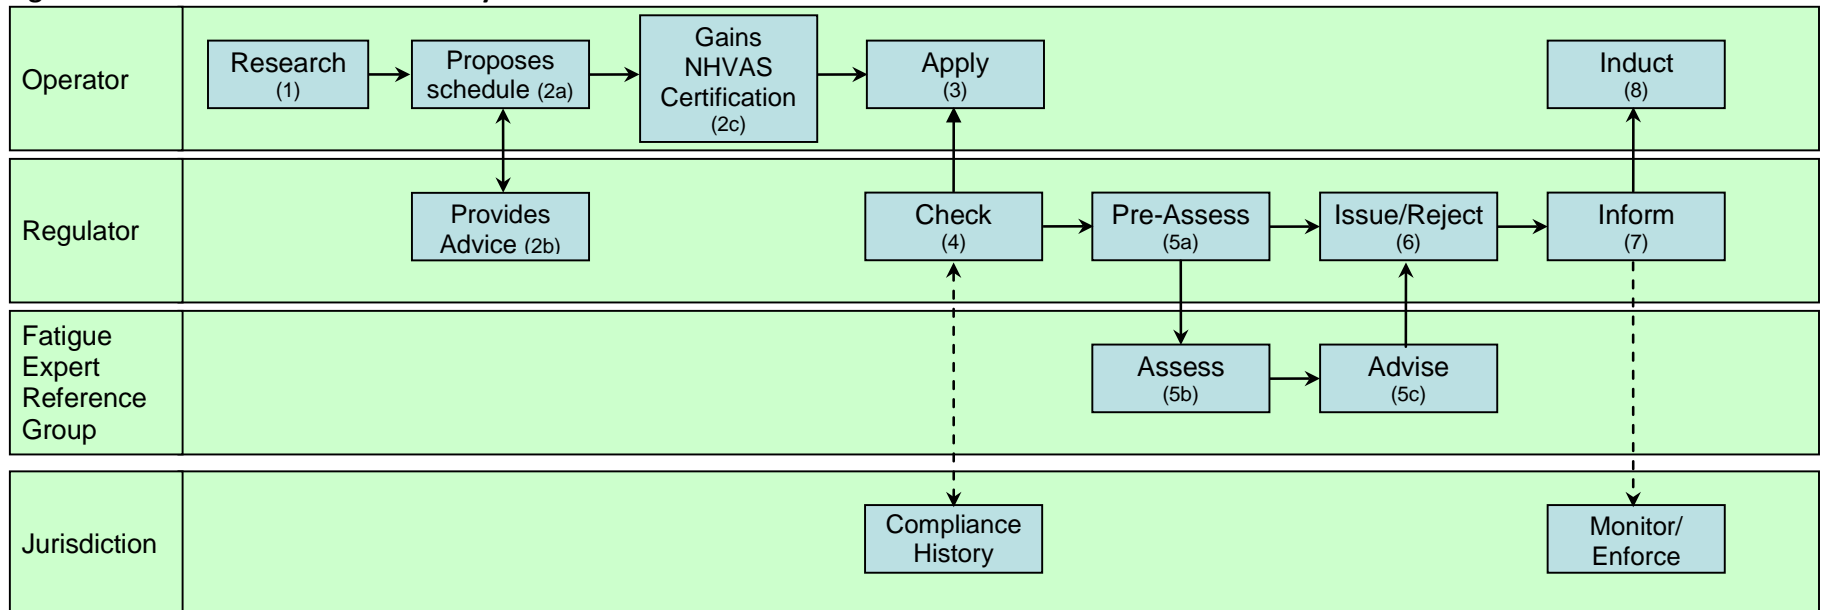 Operator
Research
(1)
Proposes
schedule (2a)
Gains
NHVAS
Certification
(2c)
Apply
(3)
Induct
(8)
Regulator
Provides
Advice (2b)
Check
(4)
Pre-Assess
(5a)
Issue/Reject
(6)
Inform
(7)
Fatigue
Expert
Reference
Group
Assess
(5b)
Advise
(5c)
Jurisdiction
Compliance
History
Monitor/
Enforce